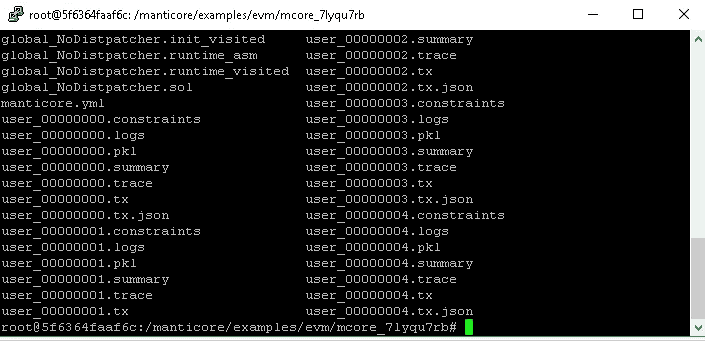 root@5f6364faaf6c: /manticore/examples/evm/mcore_7lyqu7rb
global_NoDistpatcher.init_visited user_00000002.summary
global_NoDistpatcher.runtime_asm user_00000002.trace
global_NoDistpatcher.runtime_visited user_00000002.tx
global_NoDistpatcher.sol user_00000002.tx.json
manticore.yml user_00000003.constraints
user_00000000.constraints user_00000003.logs
user_00000000.logs user_00000003.pkl
user_00000000.pkl user_00000003.summary
user_00000000.summary user_00000003.trace
user_00000000.trace user_00000003.tx
user_00000000.tx user_00000003.tx.json
user_00000000.tx.json user_00000004.constraints
user_00000001.constraints user_00000004.logs
user_00000001.logs user_00000004.pkl
user_00000001.pkl user_00000004.summary
user_00000001.summary user_00000004.trace
user_00000001.trace user_00000004.tx
user_00000001.tx user_00000004.tx.json
root@5f6364faaf6c:/manticore/examples/evm/mcore_7lyqu7rb#